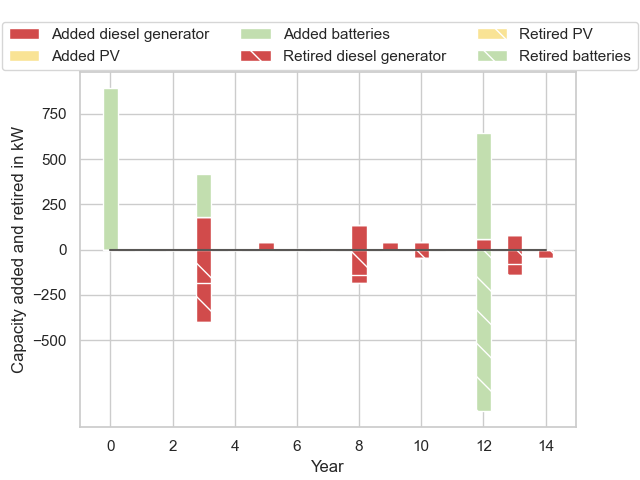 Added diesel generator Added batteries Retired PV
Added PV Retired diesel generator Retired batteries
Capacity added and retired in kW
750
500
250
0
−250
−500
0 2 4 6 8 10 12 14
Year